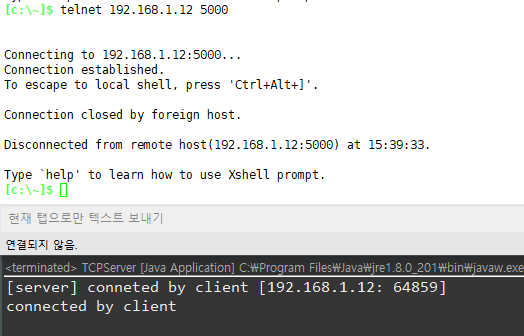 [c:\~]$ telnet 192.168.1.12 5000
Connecting to 192.168.1.12:5000...
Connection established.
To escape to local shell, press 'Ctrl+Alt+]'.
Connection closed by foreign host.
Disconnected from remote host(192.168.1.12:5000) at 15:39:33.
Type `help' to learn how to use Xshell prompt.
[c:\~]$
현재 탭으로만 텍스트 보내기
연결되지 않음.
<terminated> TCPServer [Java Application] C:₩Program Files₩Java₩jre1.8.0_201₩bin₩javaw.exe
[server] conneted by client [192.168.1.12: 64859]
connected by client